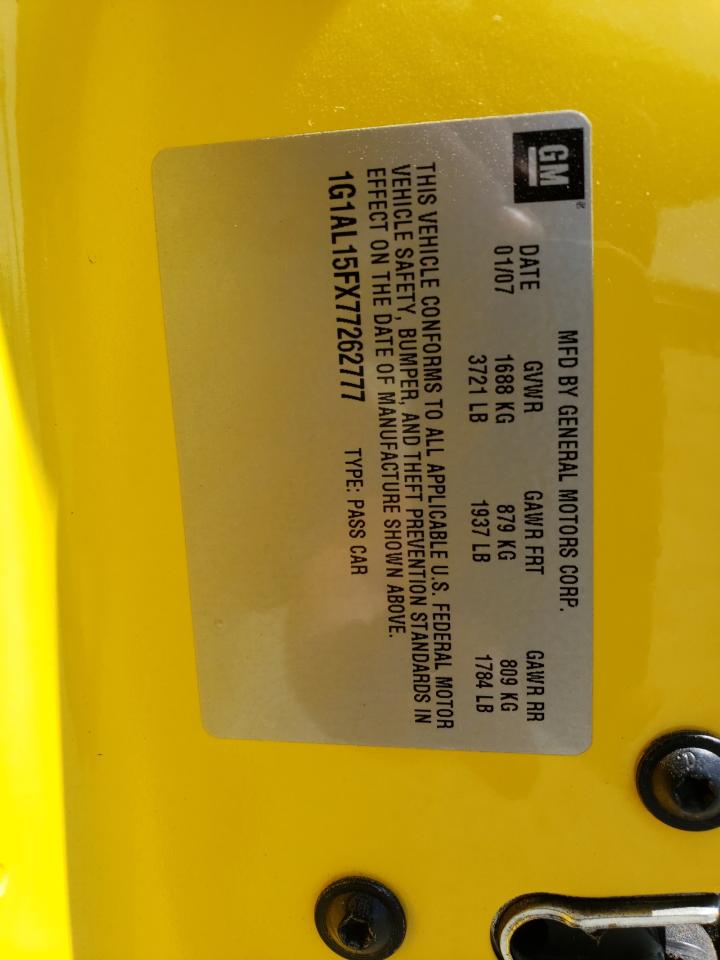 GM
MFD BY GENERAL MOTORS CORP.
DATE GVWR GAWR FRT GAWR RR
01/07 1688 KG 879 KG 809 KG
3721 LB 1937 LB 1784 LB
THIS VEHICLE CONFORMS TO ALL APPLICABLE U.S. FEDERAL MOTOR
VEHICLE SAFETY, BUMPER, AND THEFT PREVENTION STANDARDS IN
EFFECT ON THE DATE OF MANUFACTURE SHOWN ABOVE.
1G1AL15FX77262777 TYPE: PASS CAR